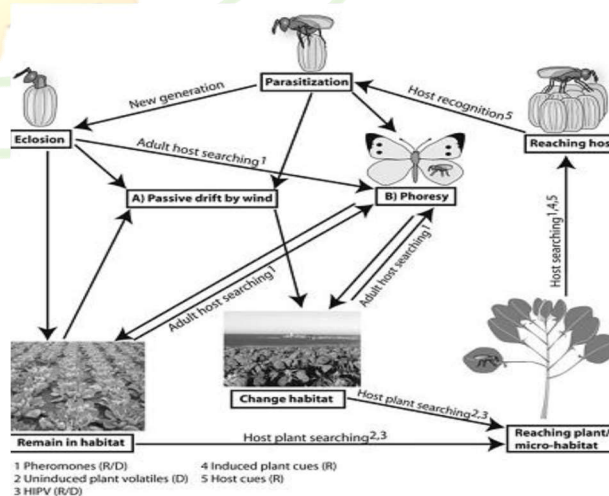 Parasitization
New generation
Host recognition5
Eclosion
Adult host searching1
Reaching hos
A) Passive drift by wind
B) Phoresy
Adult host searching1
Adult host searching1
Host searching1,4,5
Change habitat
Host plant searching2,3
Remain in habitat
Host plant searching2,3
Reaching plant/
micro-habitat
1 Pheromones (R/D)
2 Uninduced plant volatiles (D)
3 HIPV (R/D)
4 Induced plant cues (R)
5 Host cues (R)